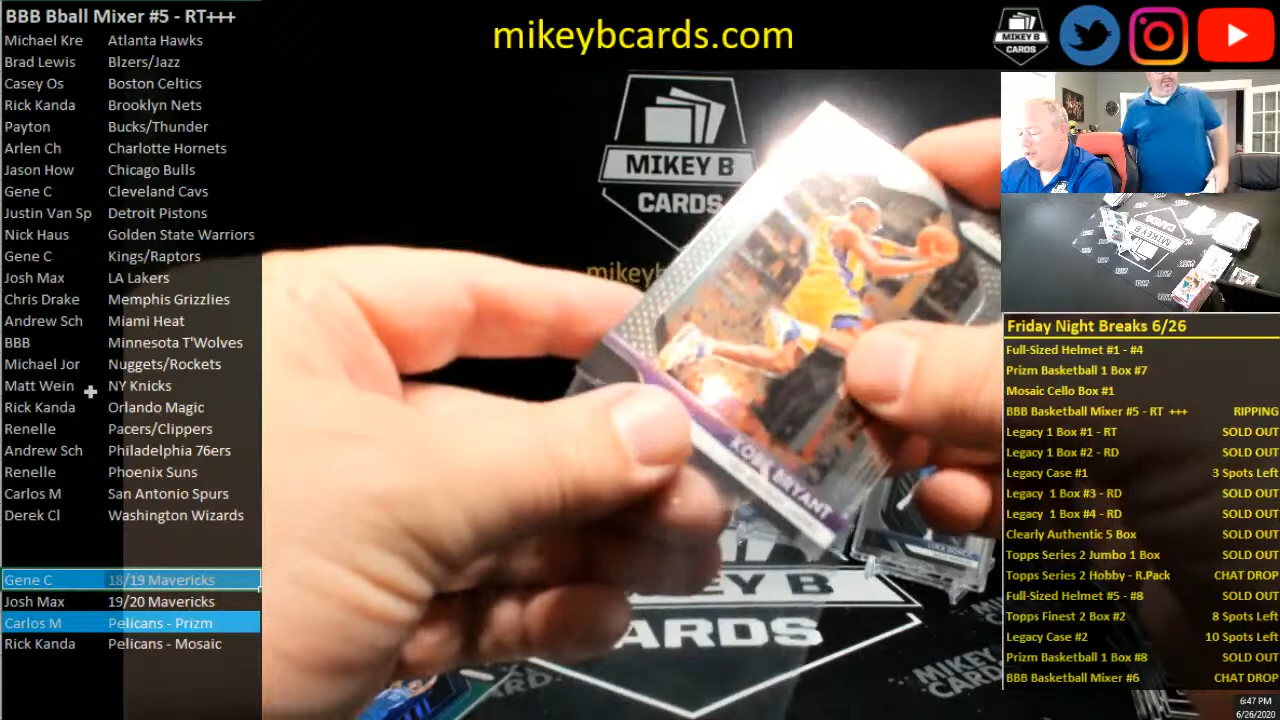 BBB Bball Mixer #5 - RT+++
Michael Kre Atlanta Hawks
Brad Lewis Blzers/Jazz
Casey Os Boston Celtics
Rick Kanda Brooklyn Nets
Payton Bucks/Thunder
Arlen Ch Charlotte Hornets
Jason How Chicago Bulls
Gene C Cleveland Cavs
Justin Van Sp Detroit Pistons
Nick Haus Golden State Warriors
Gene C Kings/Raptors
Josh Max LA Lakers
Chris Drake Memphis Grizzlies
Andrew Sch Miami Heat
BBB Minnesota T'Wolves
Michael Jor Nuggets/Rockets
Matt Wein NY Knicks
Rick Kanda Orlando Magic
Renelle Pacers/Clippers
Andrew Sch Philadelphia 76ers
Renelle Phoenix Suns
Carlos M San Antonio Spurs
Derek Cl Washington Wizards
Gene C 18/19 Mavericks
Josh Max 19/20 Mavericks
Carlos M Pelicans - Prizm
Rick Kanda Pelicans - Mosaic
mikeybcards.com
MIKEY B
CARDS
MIKEY B
CARDS
KOBE BRYANT
CARDS
MIKEY B
CARDS
Friday Night Breaks 6/26
Full-Sized Helmet #1 - #4
Prizm Basketball 1 Box #7
Mosaic Cello Box #1
BBB Basketball Mixer #5 - RT +++ RIPPING
Legacy 1 Box #1 - RT SOLD OUT
Legacy 1 Box #2 - RD SOLD OUT
Legacy Case #1 3 Spots Left
Legacy 1 Box #3 - RD SOLD OUT
Legacy 1 Box #4 - RD SOLD OUT
Clearly Authentic 5 Box SOLD OUT
Topps Series 2 Jumbo 1 Box SOLD OUT
Topps Series 2 Hobby - R.Pack CHAT DROP
Full-Sized Helmet #5 - #8 SOLD OUT
Topps Finest 2 Box #2 8 Spots Left
Legacy Case #2 10 Spots Left
Prizm Basketball 1 Box #8 SOLD OUT
BBB Basketball Mixer #6 CHAT DROP
6:47 PM
6/26/2020